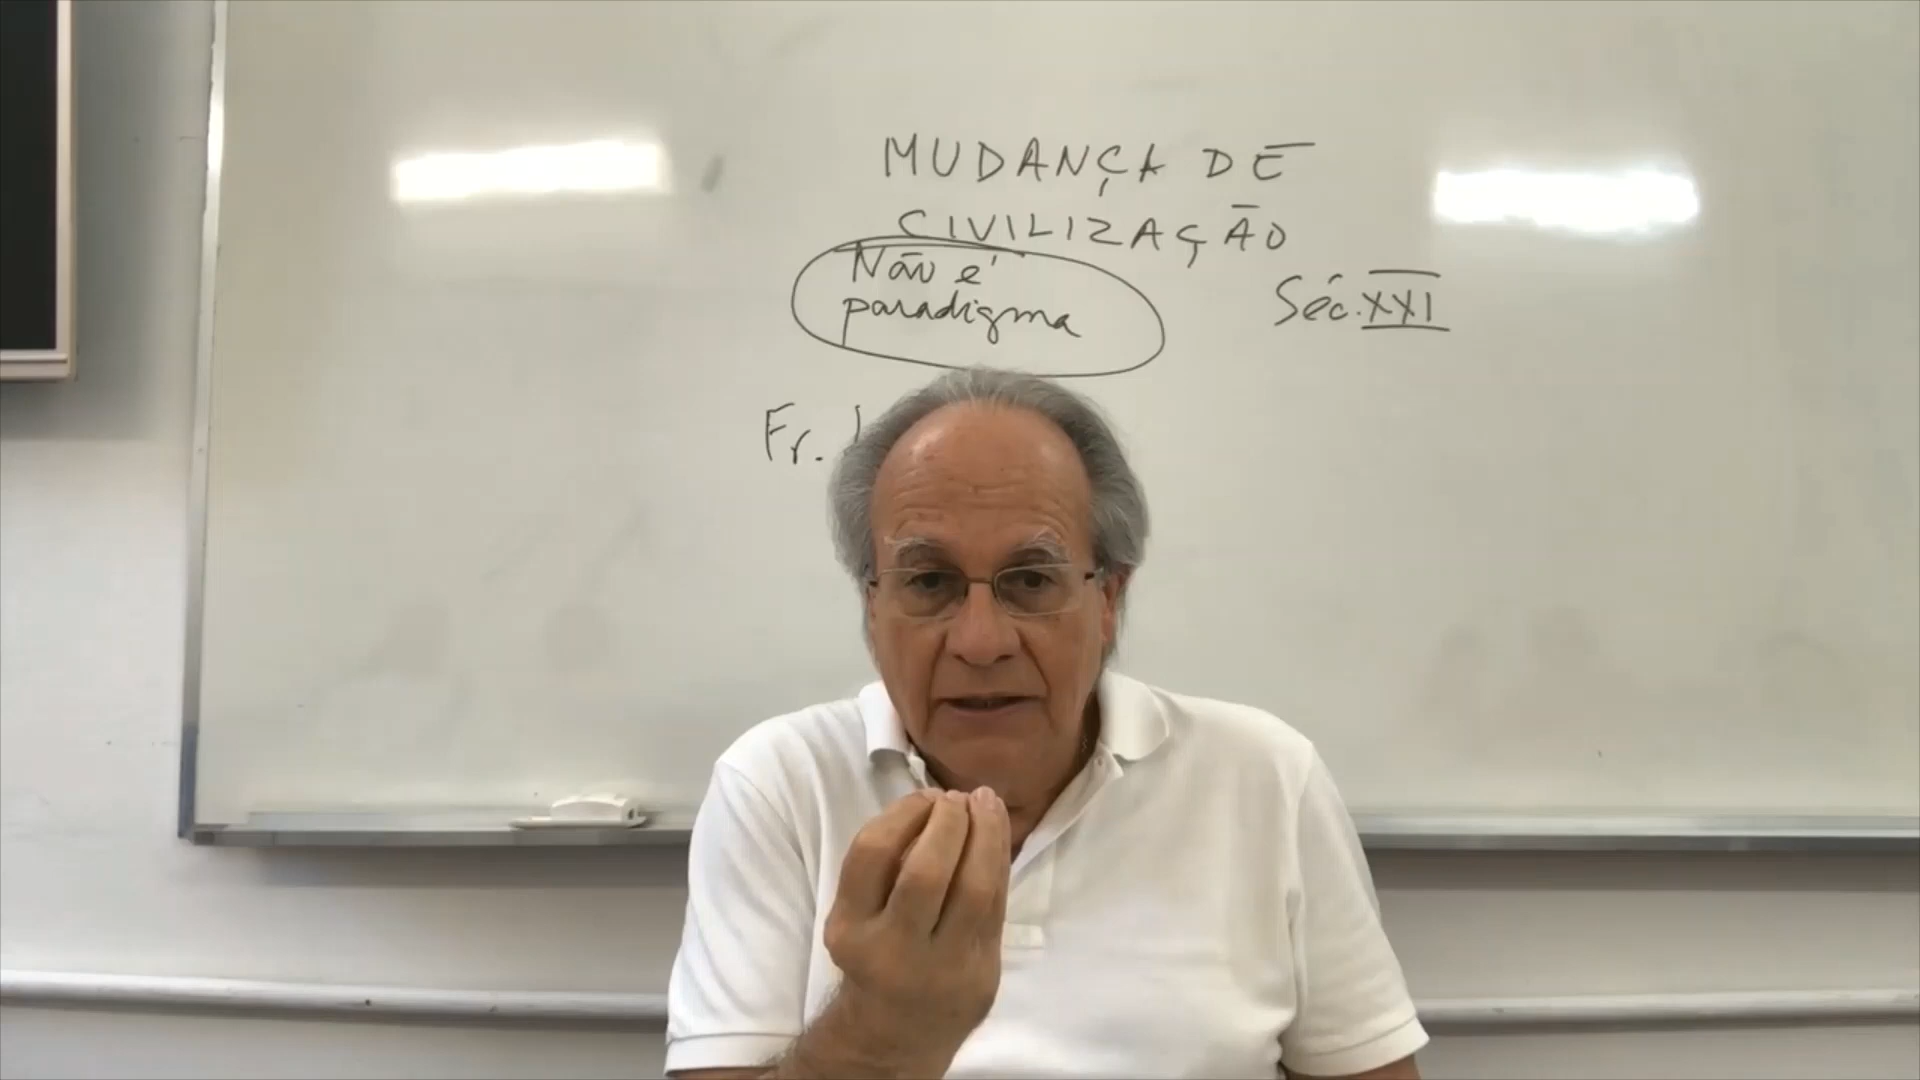 MUDANÇA DE
CIVILIZAÇÃO
Não é
paradigma
Séc. XXI
Fr.